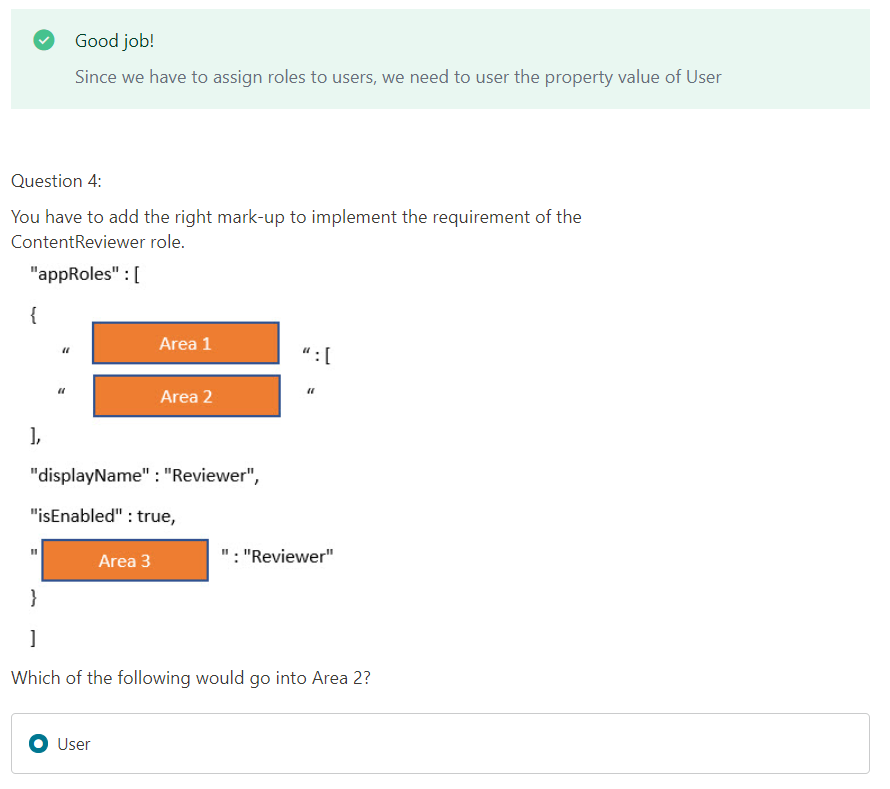 Good job!
Since we have to assign roles to users, we need to user the property value of User
Question 4:
You have to add the right mark-up to implement the requirement of the
ContentReviewer role.
"appRoles" : [
{
“ Area 1 “ : [
“ Area 2 “
],
"displayName" : "Reviewer",
"isEnabled" : true,
" Area 3 " : "Reviewer"
}
]
Which of the following would go into Area 2?
User